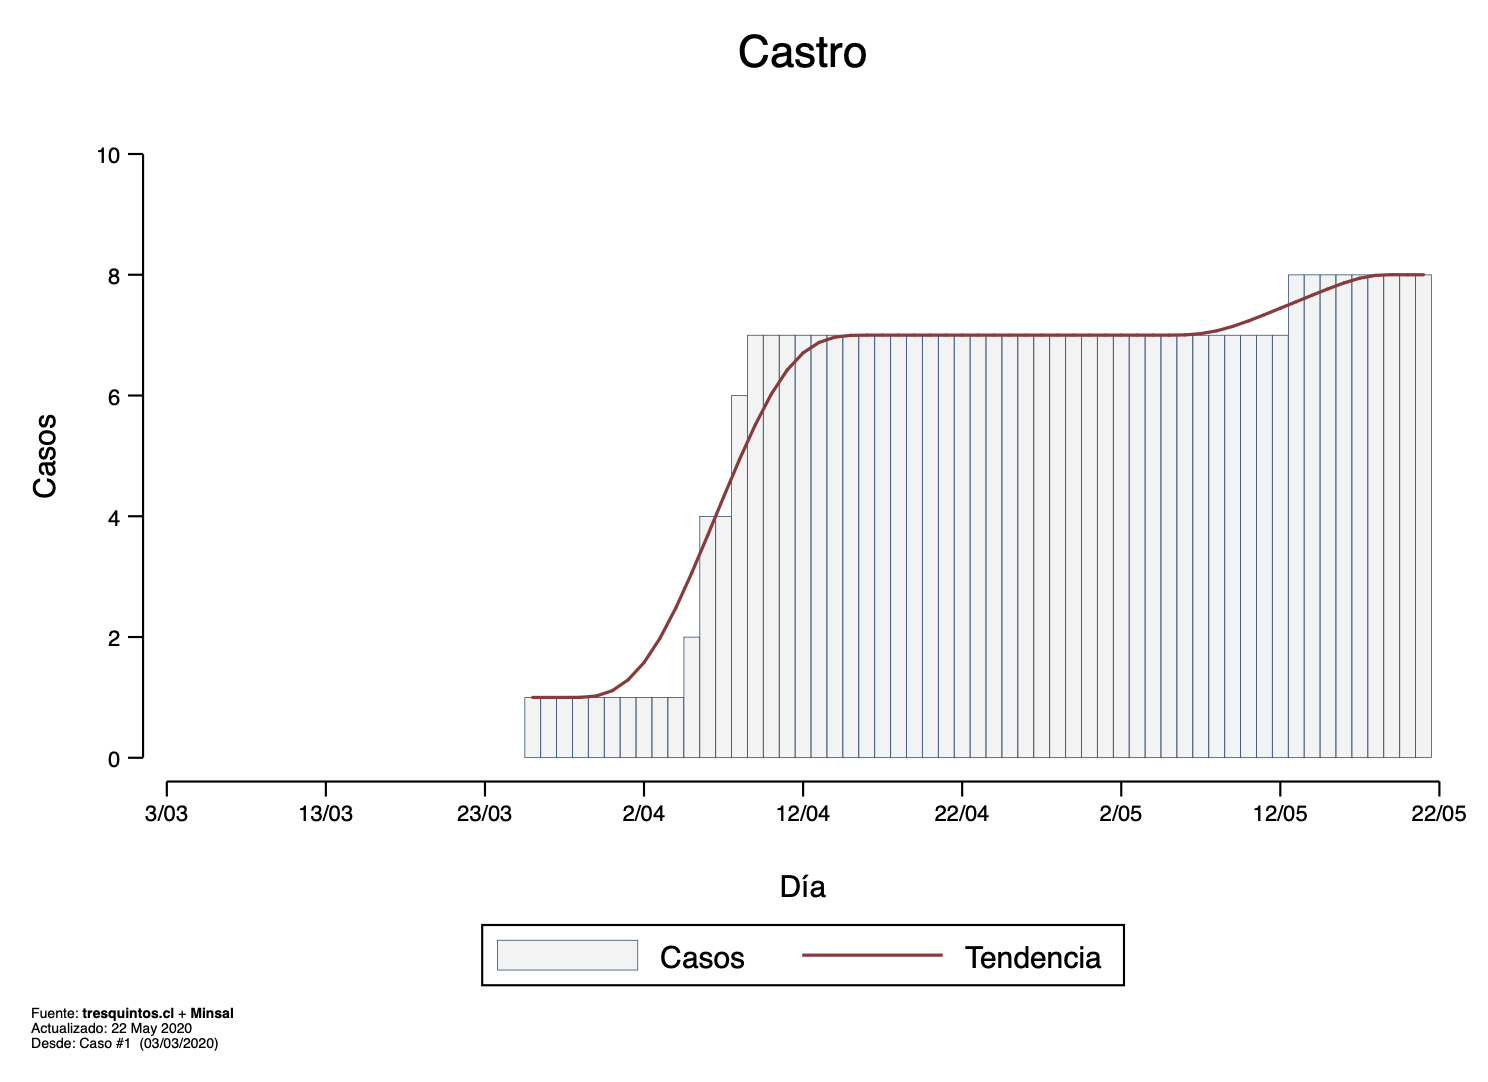 Castro
10
8
6
4
2
0
Casos
3/03 13/03 23/03 2/04 12/04 22/04 2/05 12/05 22/05
Día
Casos Tendencia
Fuente: tresquintos.cl + Minsal
Actualizado: 22 May 2020
Desde: Caso #1 (03/03/2020)